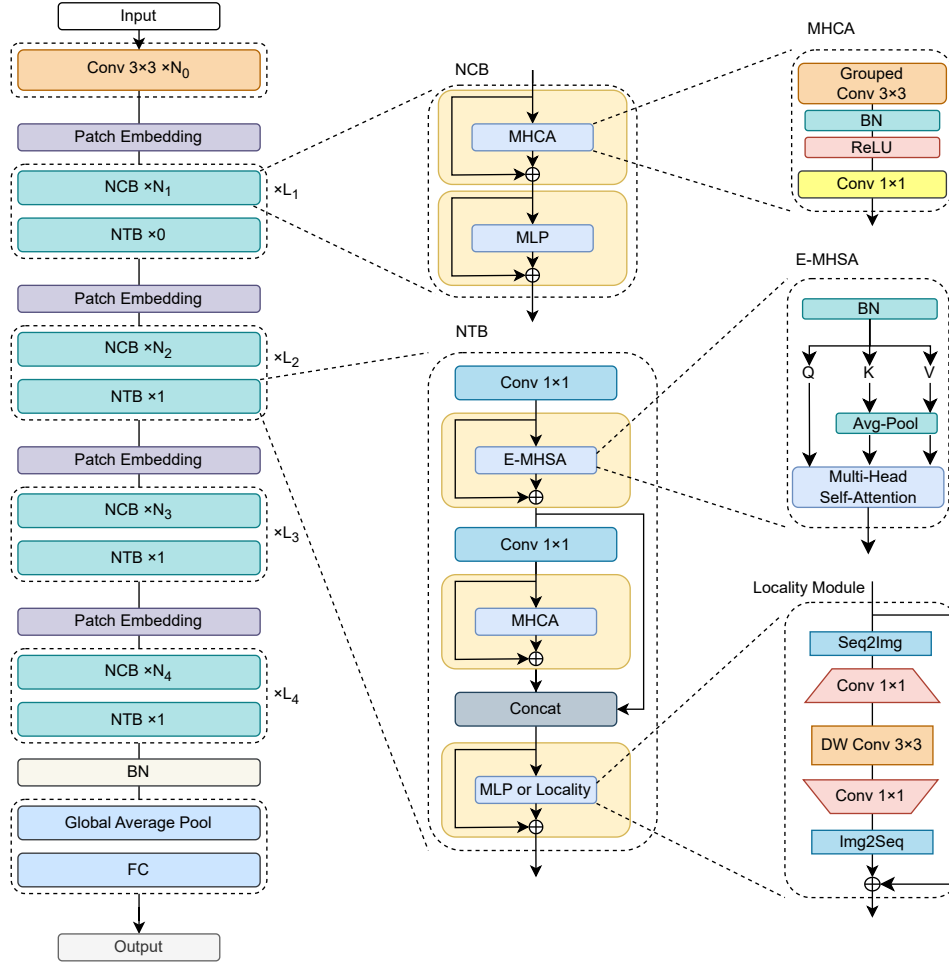 Input
Conv 3×3 ×N0
Patch Embedding
NCB ×N1
NTB ×0
×L1
Patch Embedding
NCB ×N2
NTB ×1
×L2
Patch Embedding
NCB ×N3
NTB ×1
×L3
Patch Embedding
NCB ×N4
NTB ×1
×L4
BN
Global Average Pool
FC
Output
NCB
MHCA
MLP
NTB
Conv 1×1
E-MHSA
Conv 1×1
MHCA
Concat
MLP or Locality
MHCA
Grouped
Conv 3×3
BN
ReLU
Conv 1×1
E-MHSA
BN
Q K V
Avg-Pool
Multi-Head
Self-Attention
Locality Module
Seq2Img
Conv 1×1
DW Conv 3×3
Conv 1×1
Img2Seq